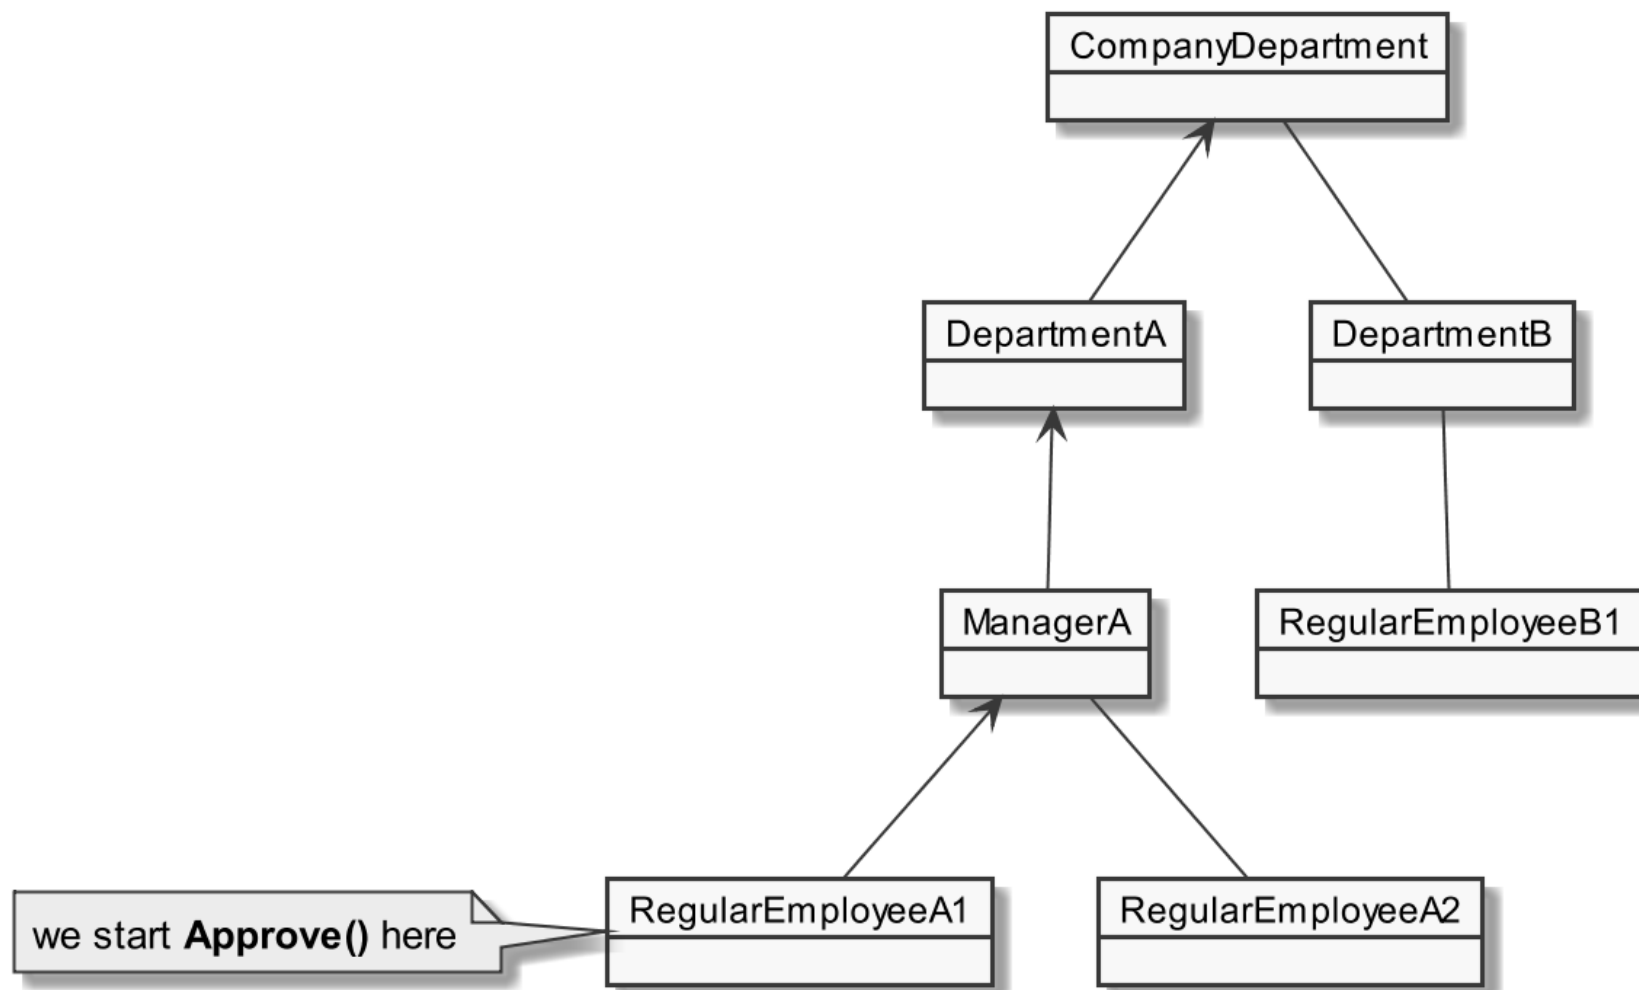 CompanyDepartment
DepartmentA
DepartmentB
ManagerA
RegularEmployeeB1
we start Approve() here
RegularEmployeeA1
RegularEmployeeA2